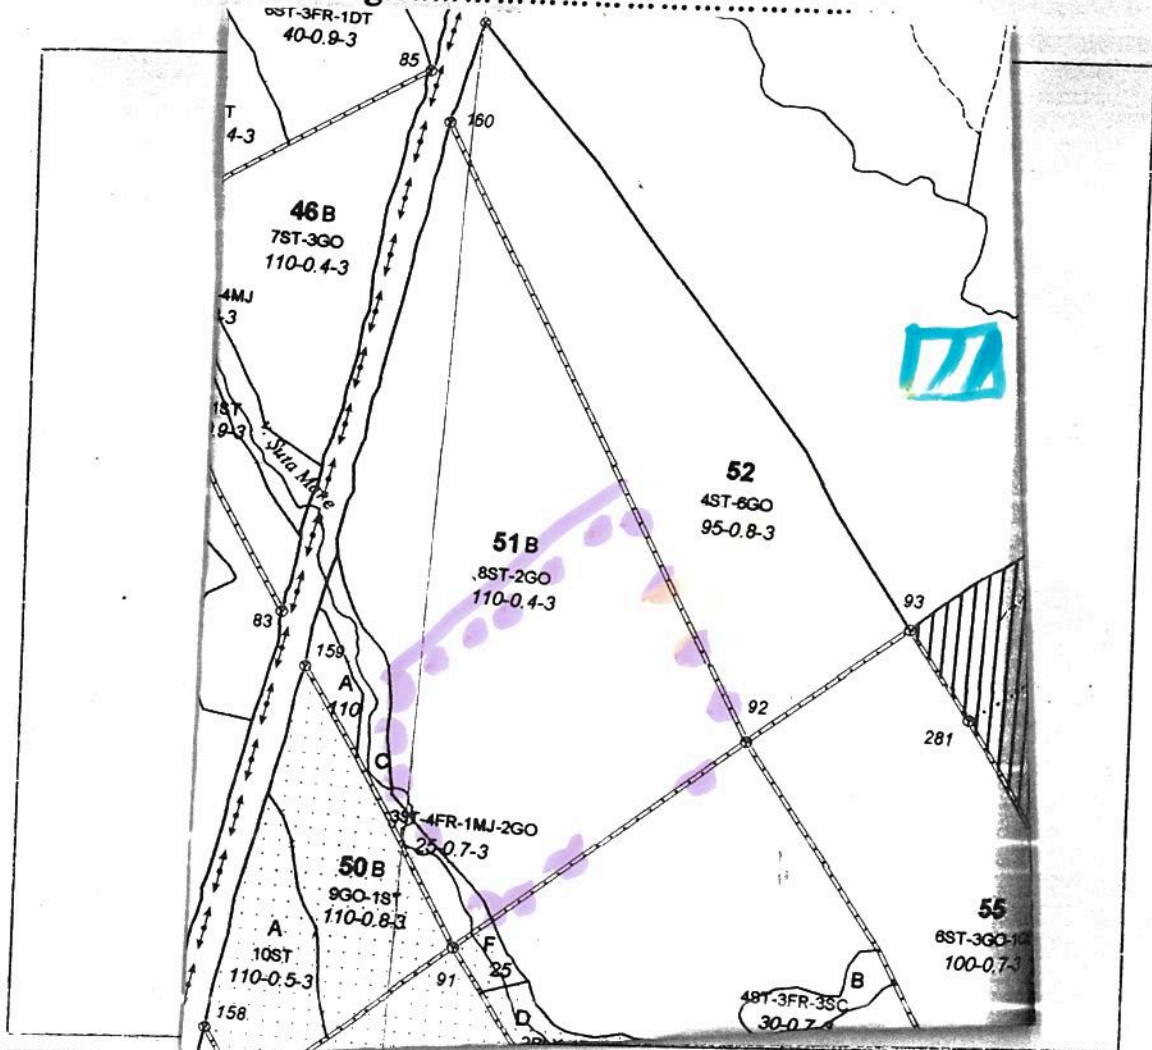 6ST-3FR-1DT
40-0.9-3
85
160
T
4-3
46 B
7ST-3GO
110-0.4-3
-4MJ
-3
1ST
0.9-3
Suta Mare
52
4ST-6GO
95-0.8-3
51 B
8ST-2GO
110-0.4-3
83
93
159
A
110
92
281
C
3ST-4FR-1MJ-2GO
25-0.7-3
50 B
9GO-1ST
110-0.8-3
A
10ST
110-0.5-3
55
6ST-3GO-
100-0.7-3
F
25
91
B
4ST-3FR-3SC
30-0.7-
D
158